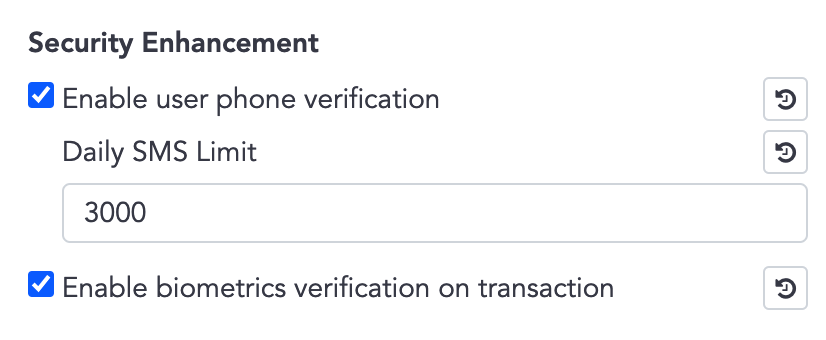 Security Enhancement
Enable user phone verification
Daily SMS Limit
3000
Enable biometrics verification on transaction